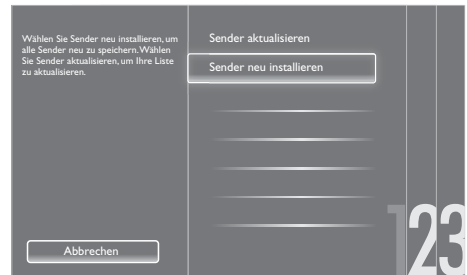 Wählen Sie Sender neu installieren, um
alle Sender neu zu speichern. Wählen
Sie Sender aktualisieren, um Ihre Liste
zu aktualisieren.
Sender aktualisieren
Sender neu installieren
Abbrechen
123